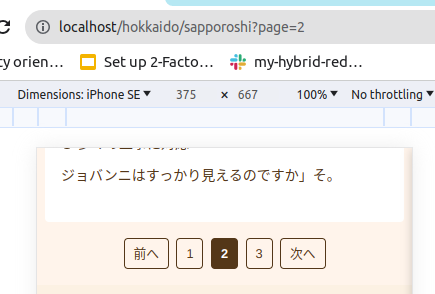 localhost/hokkaido/sapporoshi?page=2
cy orien…
Set up 2-Facto…
my-hybrid-red…
Dimensions: iPhone SE
375
×
667
100%
No throttling
ジョバンニはすっかり見えるのですか」そ。
前へ
1
2
3
次へ